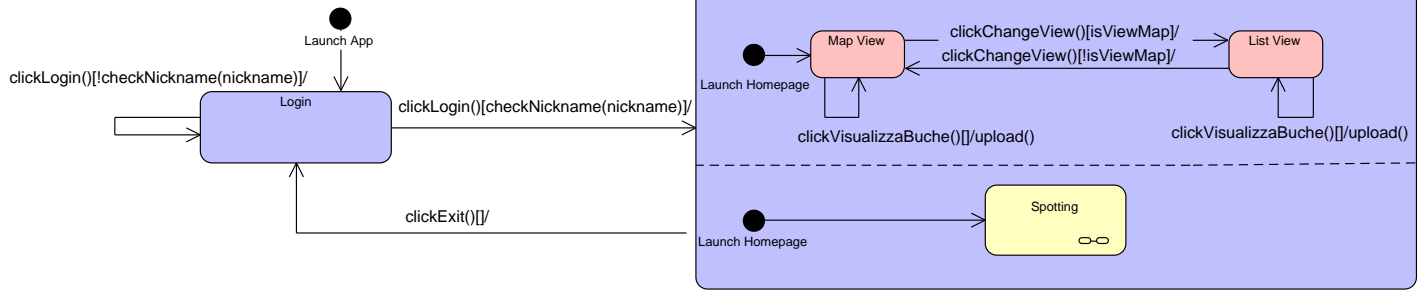 Launch App
clickLogin()[!checkNickname(nickname)]/
Login
clickLogin()[checkNickname(nickname)]/
clickExit()[]/
Map View
clickChangeView()[isViewMap]/
clickChangeView()[!isViewMap]/
List View
Launch Homepage
clickVisualizzaBuche()[]/upload()
clickVisualizzaBuche()[]/upload()
Spotting
Launch Homepage